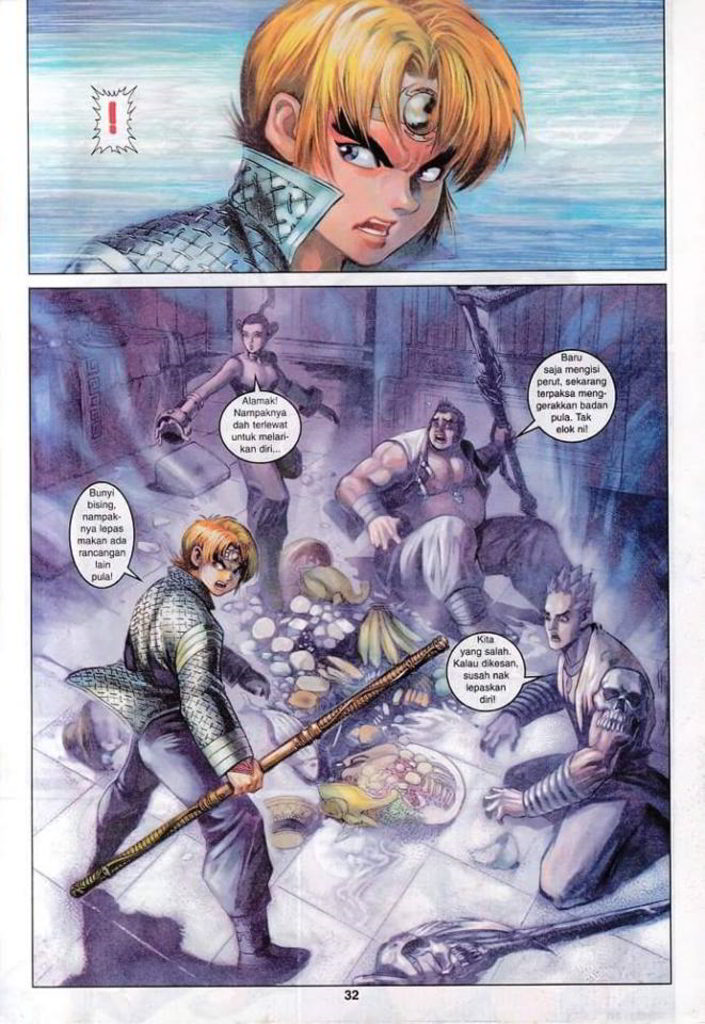 !
Alamak!
Nampaknya
dah terlewat
untuk melari-
kan diri...
Baru
saja mengisi
perut, sekarang
terpaksa meng-
gerakkan badan
pula. Tak
elok ni!
Bunyi
bising,
nampak-
nya lepas
makan ada
rancangan
lain
pula!
Kita
yang salah.
Kalau dikesan,
susah nak
lepaskan
diri!
32